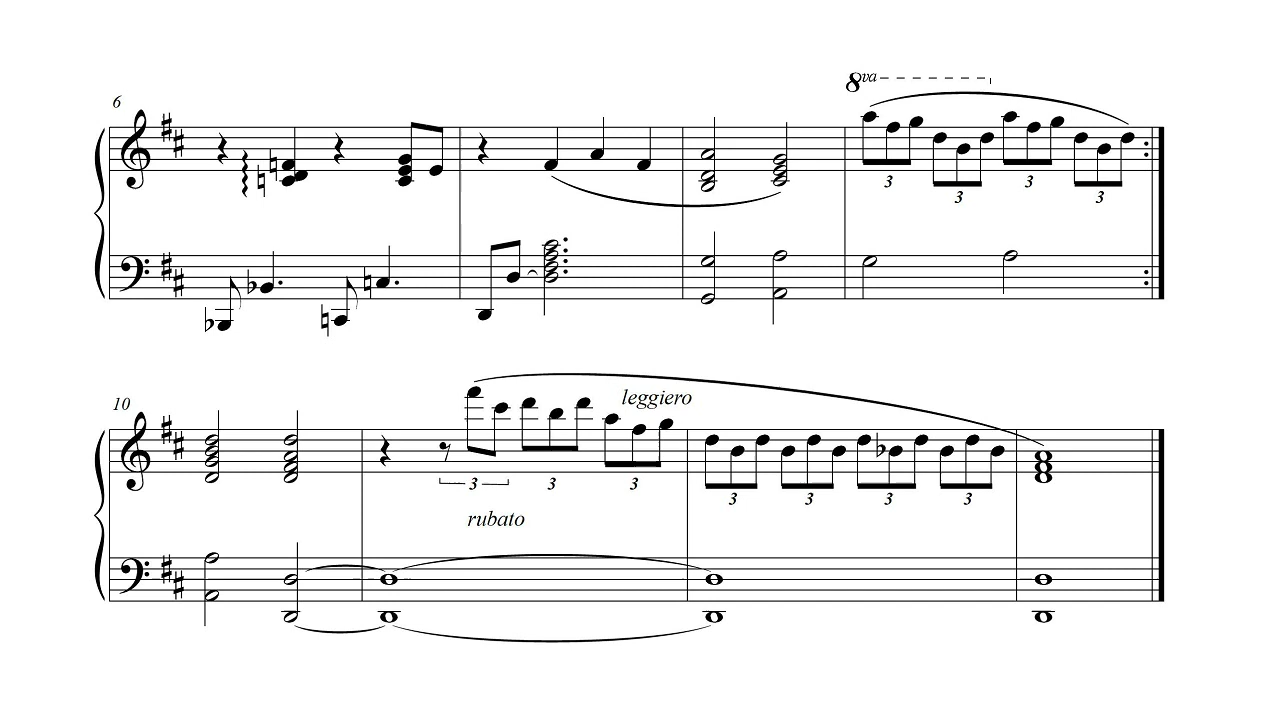 8va
6
3 3 3 3
10
leggiero
3 3 3
3 3 3 3
rubato